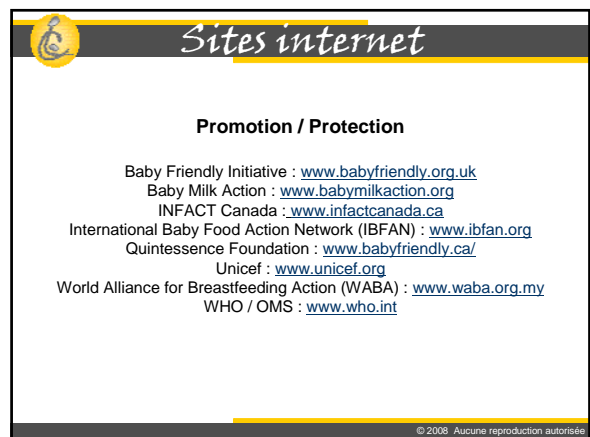 Sites internet
Promotion / Protection
Baby Friendly Initiative : www.babyfriendly.org.uk
Baby Milk Action : www.babymilkaction.org
INFACT Canada : www.infactcanada.ca
International Baby Food Action Network (IBFAN) : www.ibfan.org
Quintessence Foundation : www.babyfriendly.ca/
Unicef : www.unicef.org
World Alliance for Breastfeeding Action (WABA) : www.waba.org.my
WHO / OMS : www.who.int
© 2008 Aucune reproduction autorisée